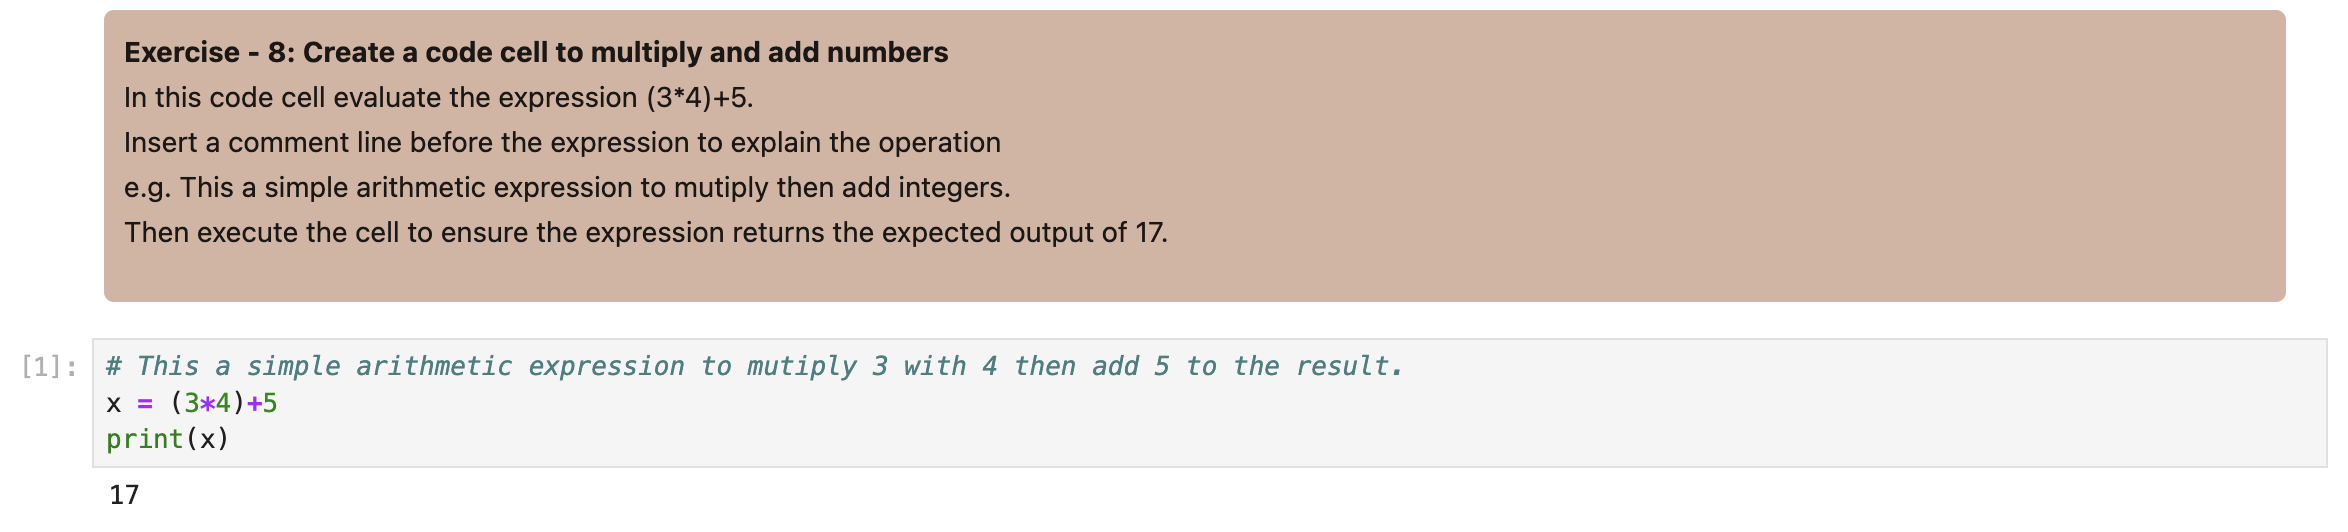 Exercise - 8: Create a code cell to multiply and add numbers
In this code cell evaluate the expression (3*4)+5.
Insert a comment line before the expression to explain the operation
e.g. This a simple arithmetic expression to mutiply then add integers.
Then execute the cell to ensure the expression returns the expected output of 17.
[1]: # This a simple arithmetic expression to mutiply 3 with 4 then add 5 to the result.
x = (3*4)+5
print(x)
17